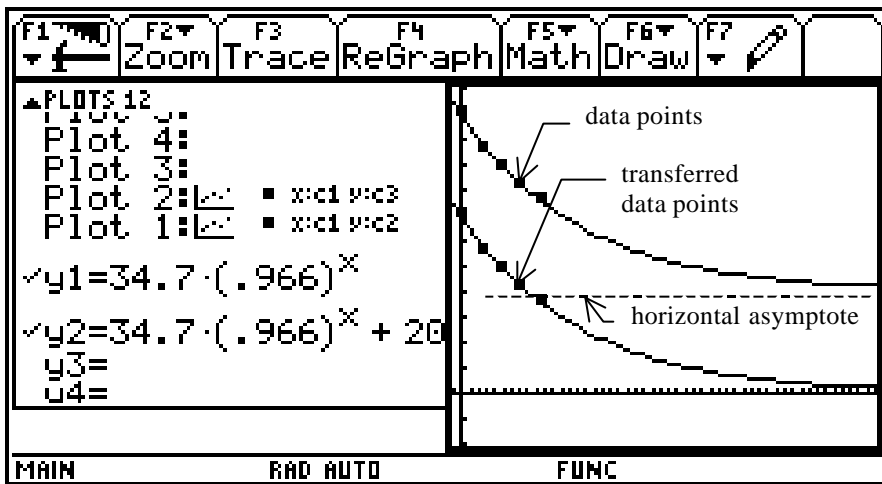 F1 F2 F3 F4 F5 F6 F7
Zoom Trace ReGraph Math Draw
PLOTS 12
Plot 4:
Plot 3:
Plot 2: x:c1 y:c3
Plot 1: x:c1 y:c2
✓y1=34.7·(.966)^x
✓y2=34.7·(.966)^x + 20
y3=
y4=
data points
transferred
data points
horizontal asymptote
MAIN RAD AUTO FUNC